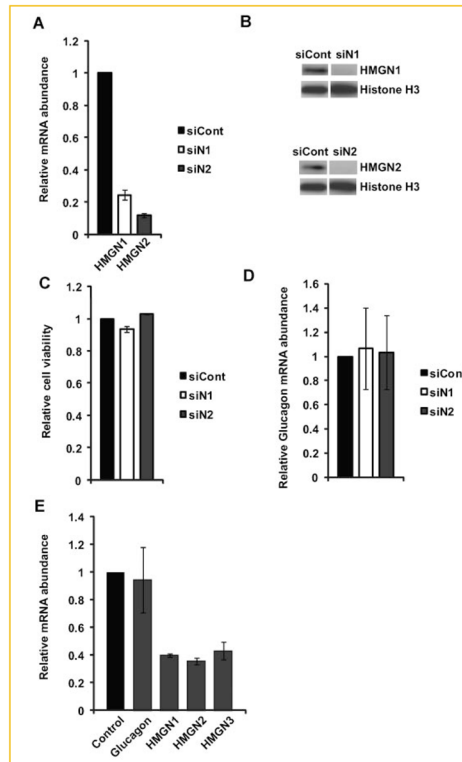 A
Relative mRNA abundance
1.2
1
0.8
0.6
0.4
0.2
0
HMGN1
HMGN2
siCont
siN1
siN2
B
siCont siN1
HMGN1
Histone H3
siCont siN2
HMGN2
Histone H3
C
Relative cell viability
1.2
1
0.8
0.6
0.4
0.2
0
siCont
siN1
siN2
D
Relative Glucagon mRNA abundance
1.6
1.4
1.2
1
0.8
0.6
0.4
0.2
0
siCont
siN1
siN2
E
Relative mRNA abundance
1.4
1.2
1
0.8
0.6
0.4
0.2
0
Control
Glucagon
HMGN1
HMGN2
HMGN3